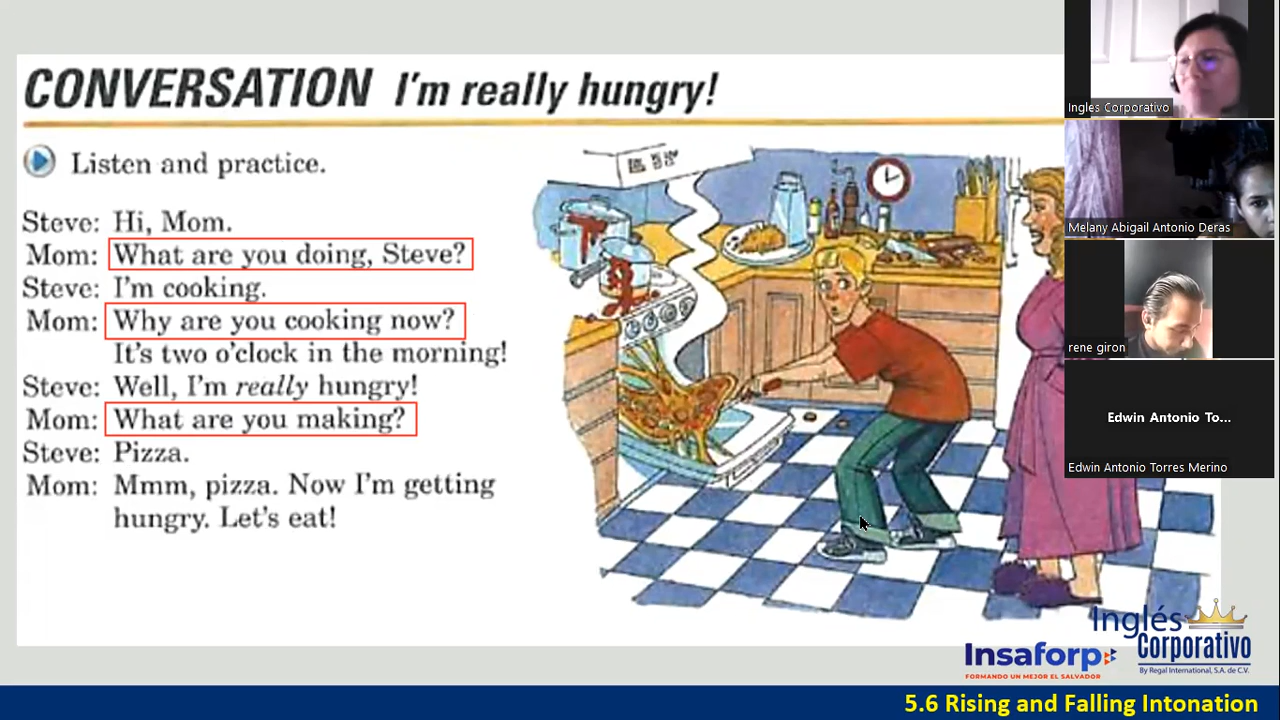 CONVERSATION I'm really hungry!
Listen and practice.
Steve: Hi, Mom.
Mom: What are you doing, Steve?
Steve: I'm cooking.
Mom: Why are you cooking now?
It's two o'clock in the morning!
Steve: Well, I'm really hungry!
Mom: What are you making?
Steve: Pizza.
Mom: Mmm, pizza. Now I'm getting
hungry. Let's eat!
Ingles Corporativo
Melany Abigail Antonio Deras
rene giron
Edwin Antonio To...
Edwin Antonio Torres Merino
Inglés
Corporativo
By Regal International, S.A. de C.V.
Insaforp
FORMANDO UN MEJOR EL SALVADOR
5.6 Rising and Falling Intonation